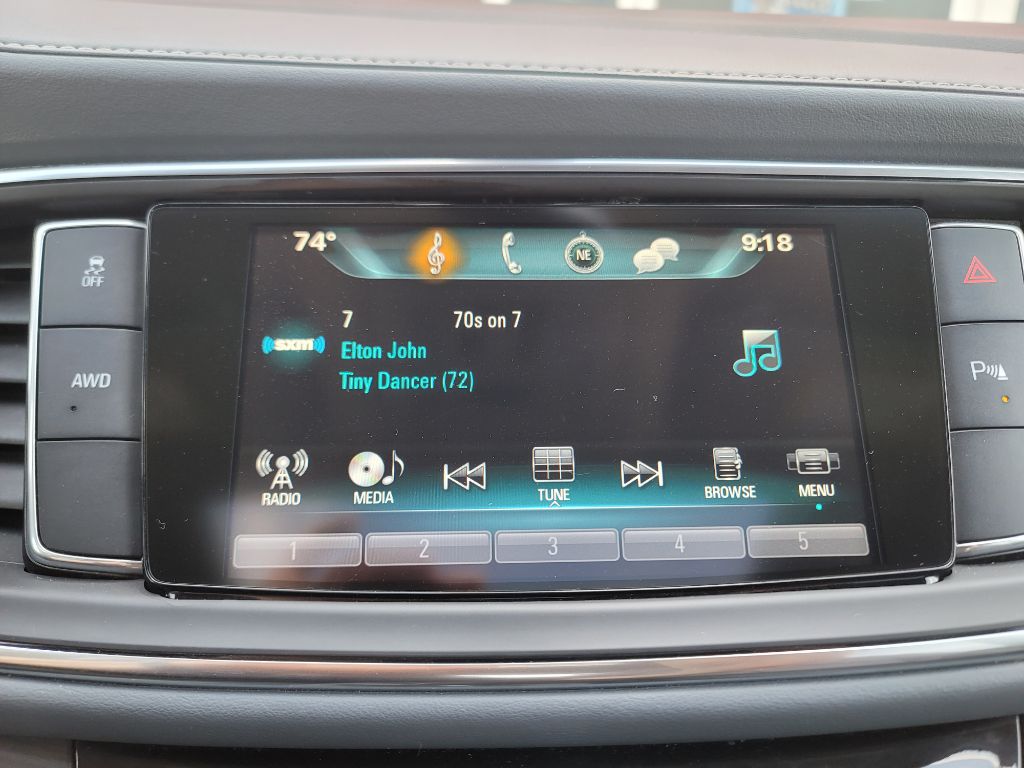 74° NE 9:18
7 70s on 7
sxm
Elton John
Tiny Dancer (72)
RADIO MEDIA TUNE BROWSE MENU
1 2 3 4 5
OFF
AWD
P